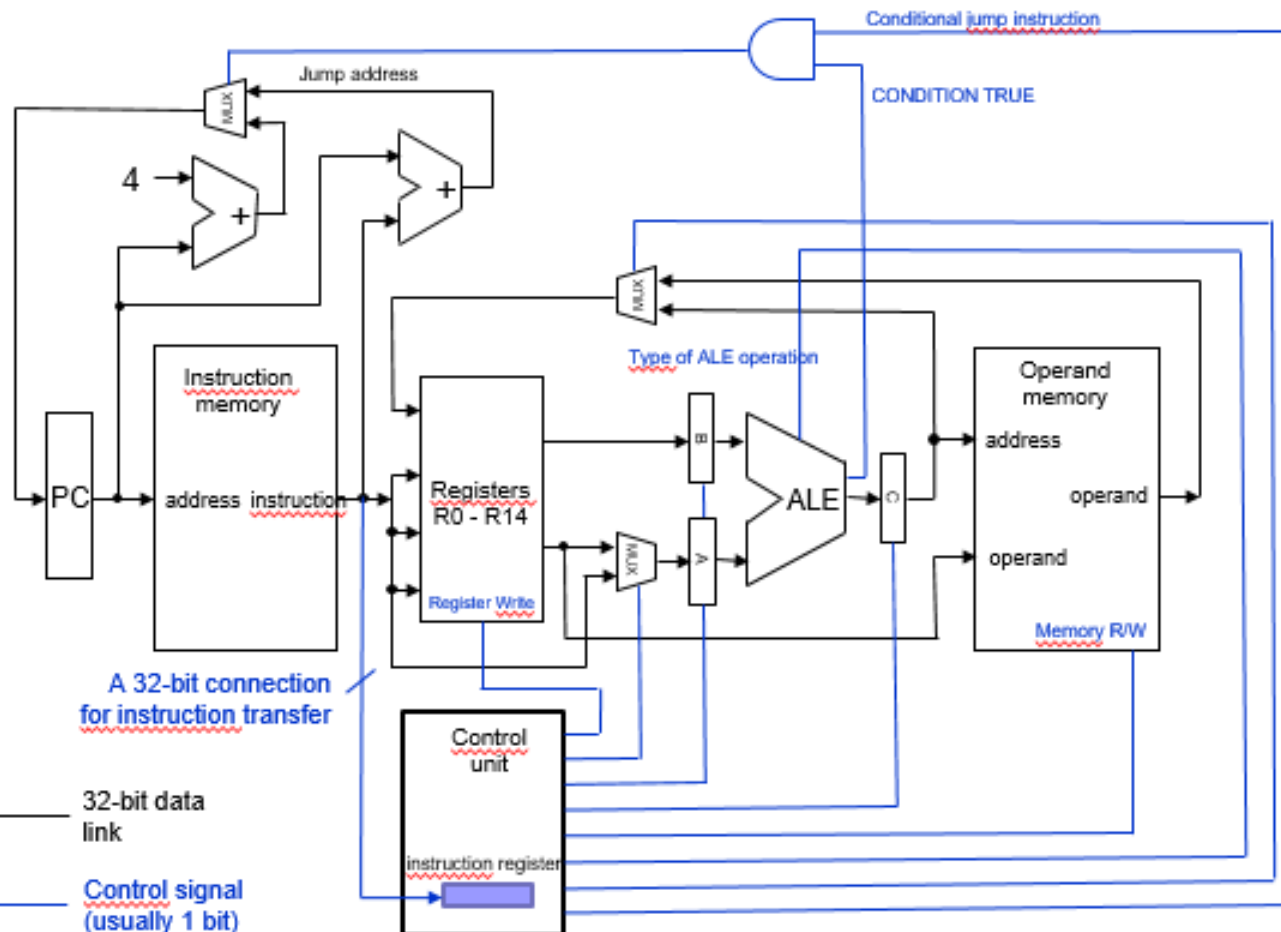 Conditional jump instruction
Jump address
MUX
CONDITION TRUE
4
+
+
MUX
Type of ALE operation
Instruction
memory
Operand
memory
B
address
PC
address instruction
Registers
R0 - R14
ALE
C
operand
MUX
A
operand
Register Write
Memory R/W
A 32-bit connection
for instruction transfer
Control
unit
32-bit data
link
instruction register
Control signal
(usually 1 bit)